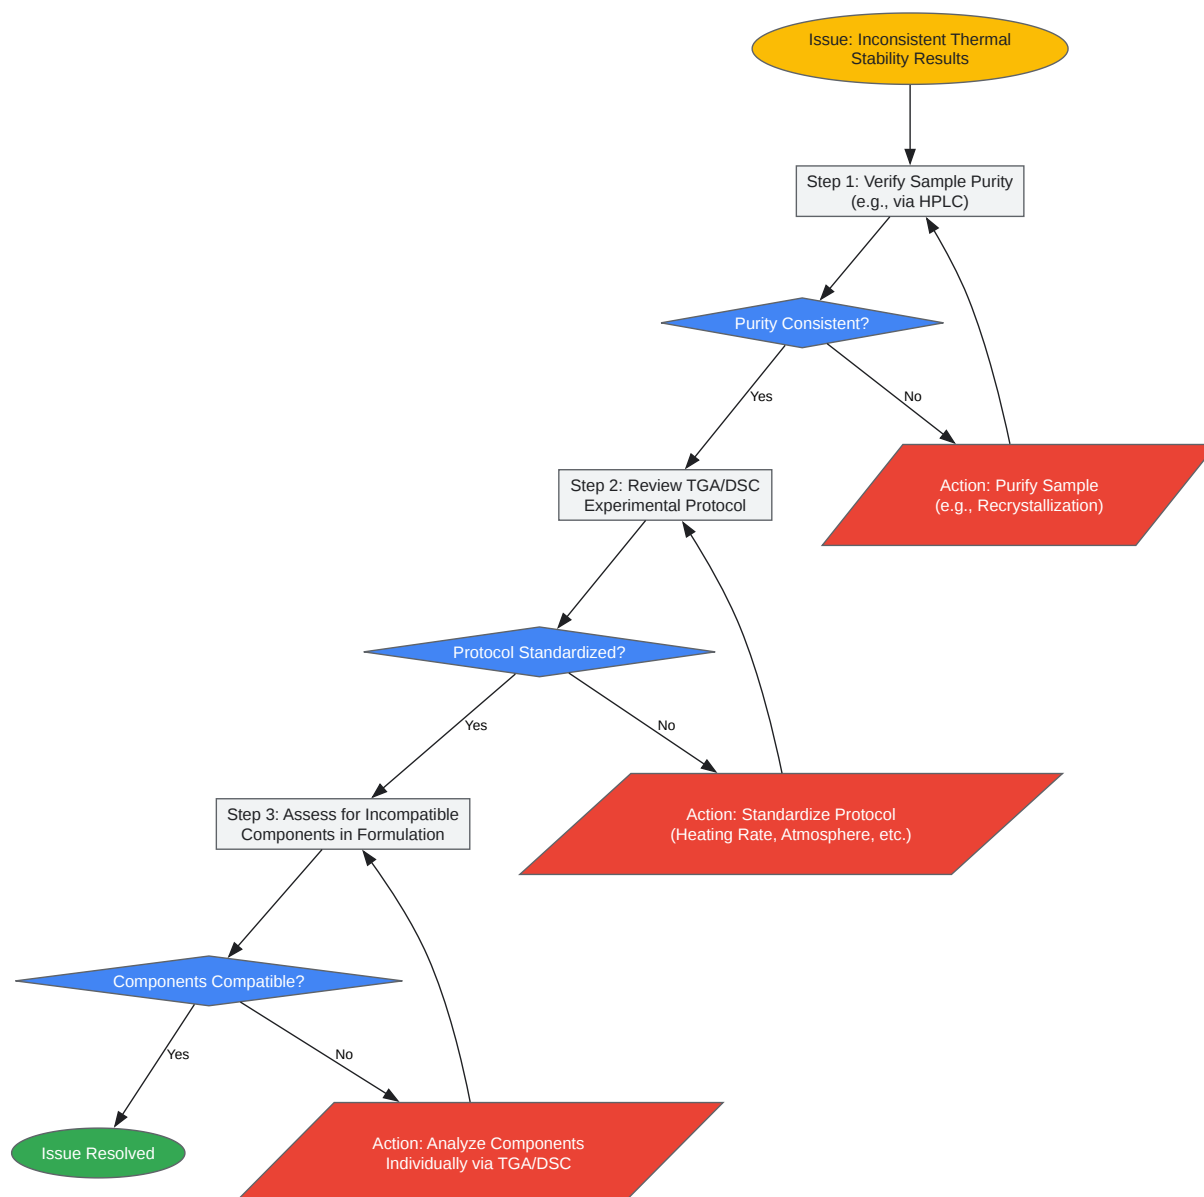 Issue: Inconsistent Thermal
Stability Results
Step 1: Verify Sample Purity
(e.g., via HPLC)
Purity Consistent?
Yes
No
Action: Purify Sample
(e.g., Recrystallization)
Step 2: Review TGA/DSC
Experimental Protocol
Protocol Standardized?
Yes
No
Action: Standardize Protocol
(Heating Rate, Atmosphere, etc.)
Step 3: Assess for Incompatible
Components in Formulation
Components Compatible?
Yes
No
Action: Analyze Components
Individually via TGA/DSC
Issue Resolved